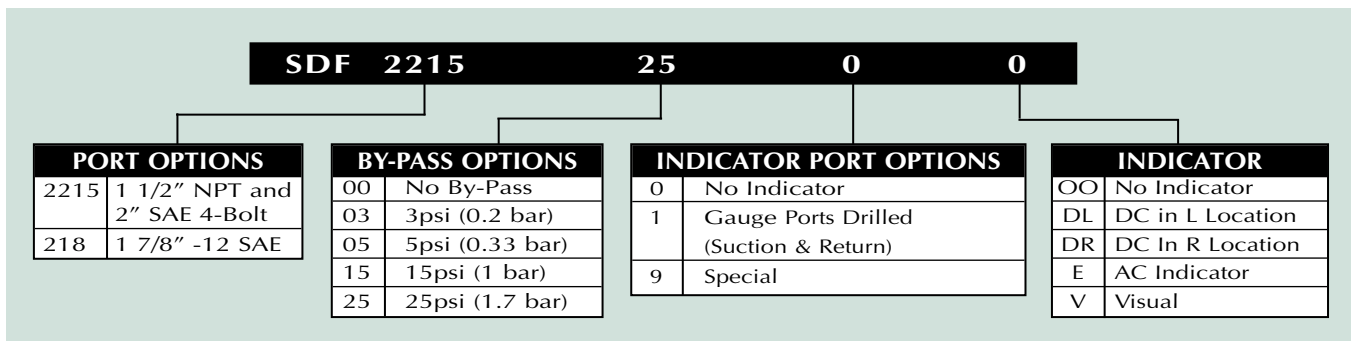 SDF 2215 25 0 0
PORT OPTIONS
2215 1 1/2″ NPT and
2″ SAE 4-Bolt
218 1 7/8″ -12 SAE
BY-PASS OPTIONS
00 No By-Pass
03 3psi (0.2 bar)
05 5psi (0.33 bar)
15 15psi (1 bar)
25 25psi (1.7 bar)
INDICATOR PORT OPTIONS
0 No Indicator
1 Gauge Ports Drilled
(Suction & Return)
9 Special
INDICATOR
OO No Indicator
DL DC in L Location
DR DC In R Location
E AC Indicator
V Visual